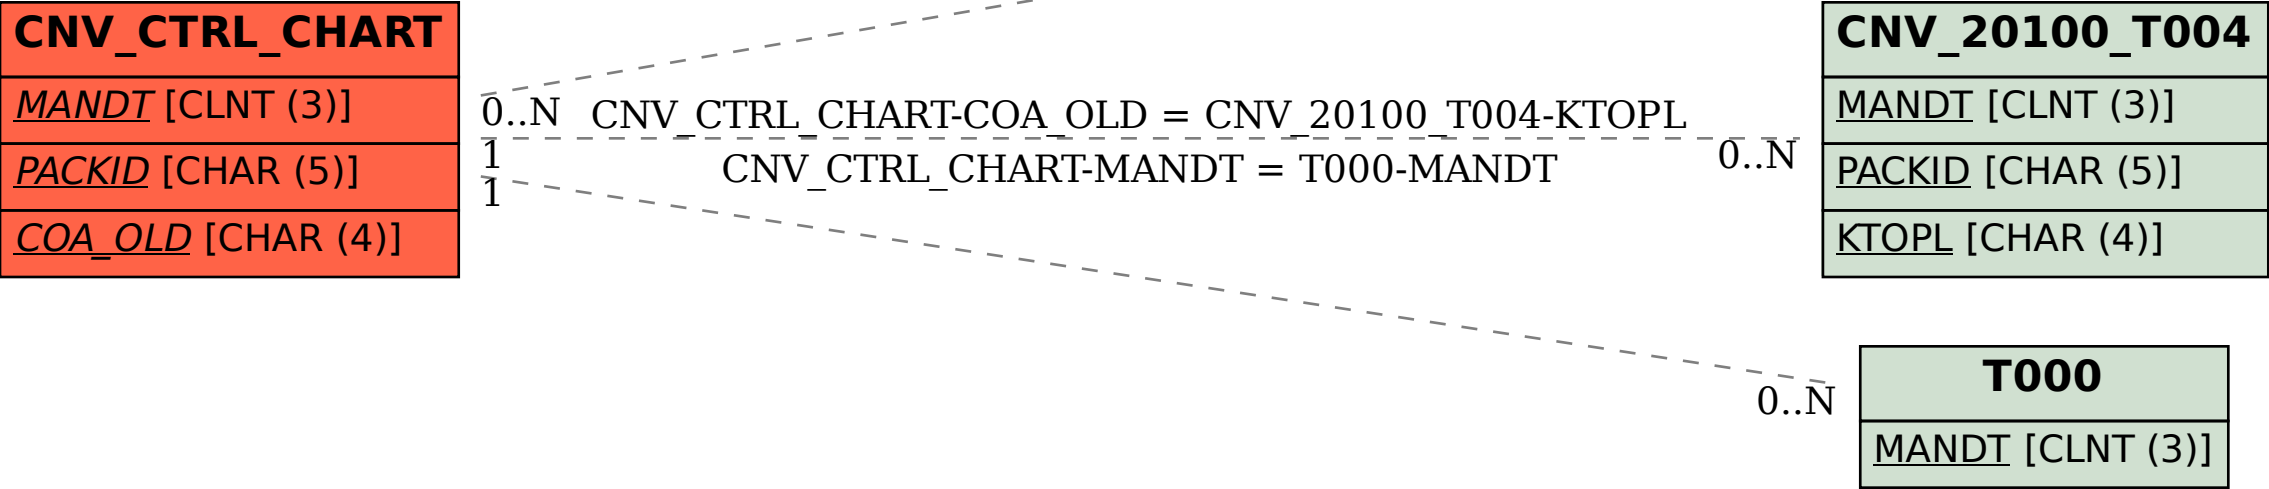 CNV_CTRL_CHART
MANDT [CLNT (3)]
PACKID [CHAR (5)]
COA_OLD [CHAR (4)]
0..N
CNV_CTRL_CHART-COA_OLD = CNV_20100_T004-KTOPL
1
0..N
CNV_CTRL_CHART-MANDT = T000-MANDT
1
0..N
CNV_20100_T004
MANDT [CLNT (3)]
PACKID [CHAR (5)]
KTOPL [CHAR (4)]
T000
MANDT [CLNT (3)]